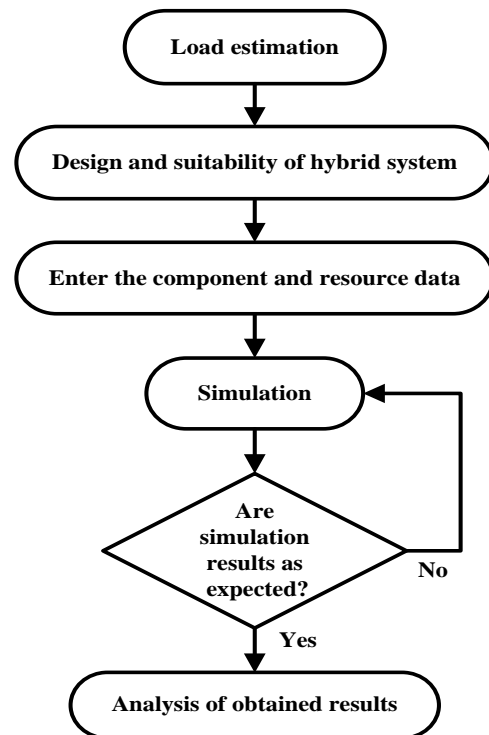 Load estimation
Design and suitability of hybrid system
Enter the component and resource data
Simulation
Are
simulation
results as
expected?
No
Yes
Analysis of obtained results